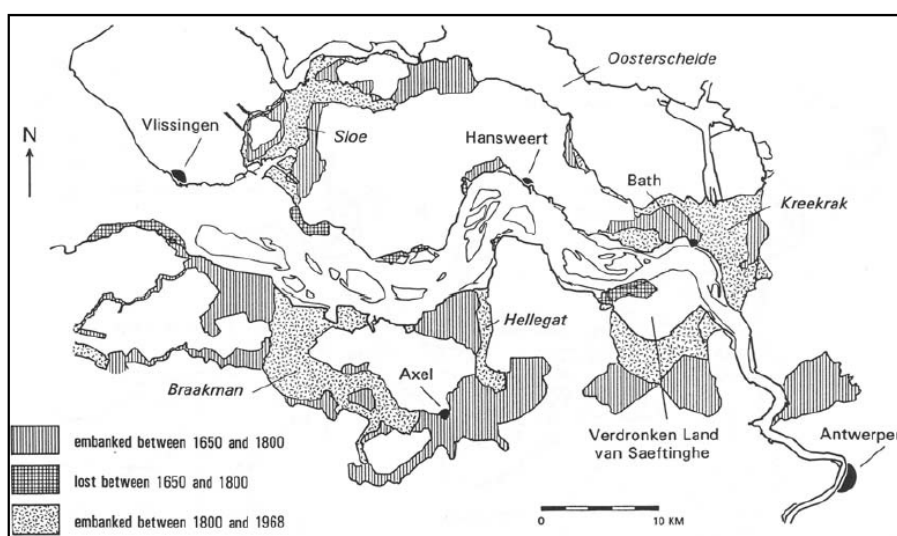 Oosterschelde
N
Vlissingen
Sloe
Hansweert
Bath
Kreekrak
Hellegat
Braakman
Axel
Verdronken Land
van Saeftinghe
Antwerpen
embanked between 1650 and 1800
lost between 1650 and 1800
embanked between 1800 and 1968
0 10 KM